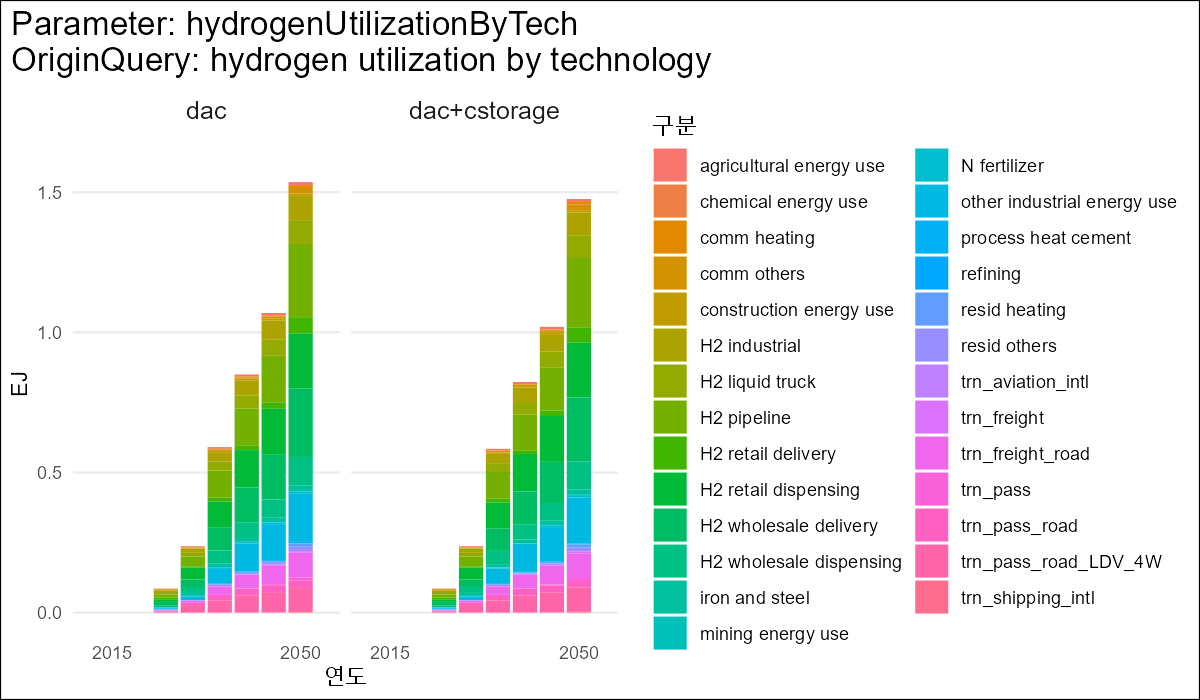 Parameter: hydrogenUtilizationByTech
OriginQuery: hydrogen utilization by technology
dac
dac+cstorage
1.5
1.0
0.5
0.0
EJ
2015
2050
2015
2050
연도
구분
agricultural energy use
chemical energy use
comm heating
comm others
construction energy use
H2 industrial
H2 liquid truck
H2 pipeline
H2 retail delivery
H2 retail dispensing
H2 wholesale delivery
H2 wholesale dispensing
iron and steel
mining energy use
N fertilizer
other industrial energy use
process heat cement
refining
resid heating
resid others
trn_aviation_intl
trn_freight
trn_freight_road
trn_pass
trn_pass_road
trn_pass_road_LDV_4W
trn_shipping_intl